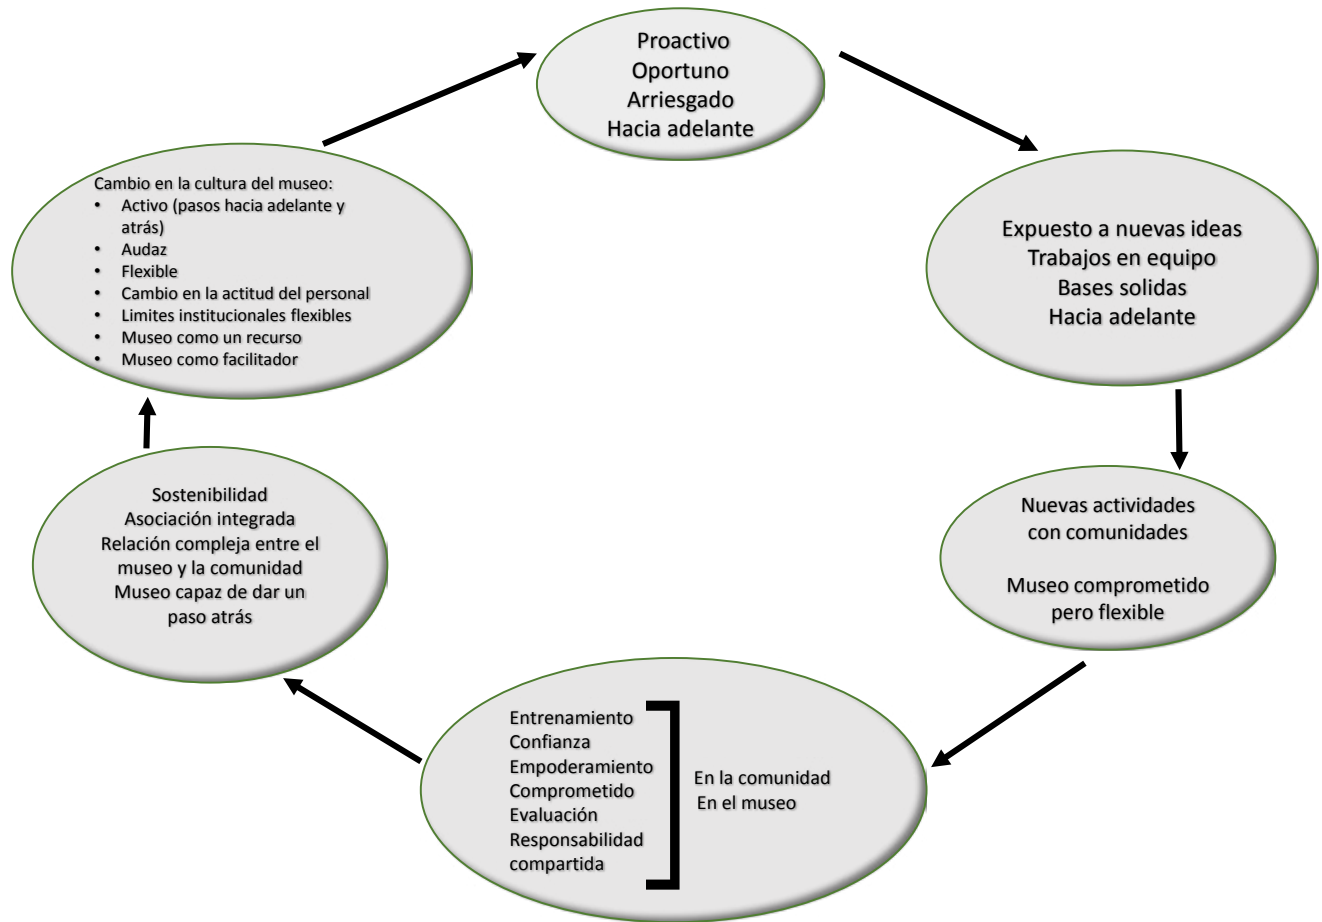 Proactivo
Oportuno
Arriesgado
Hacia adelante
Expuesto a nuevas ideas
Trabajos en equipo
Bases solidas
Hacia adelante
Nuevas actividades
con comunidades
Museo comprometido
pero flexible
Entrenamiento
Confianza
Empoderamiento
Comprometido
Evaluación
Responsabilidad
compartida
En la comunidad
En el museo
Sostenibilidad
Asociación integrada
Relación compleja entre el
museo y la comunidad
Museo capaz de dar un
paso atrás
Cambio en la cultura del museo:
• Activo (pasos hacia adelante y
atrás)
• Audaz
• Flexible
• Cambio en la actitud del personal
• Limites institucionales flexibles
• Museo como un recurso
• Museo como facilitador